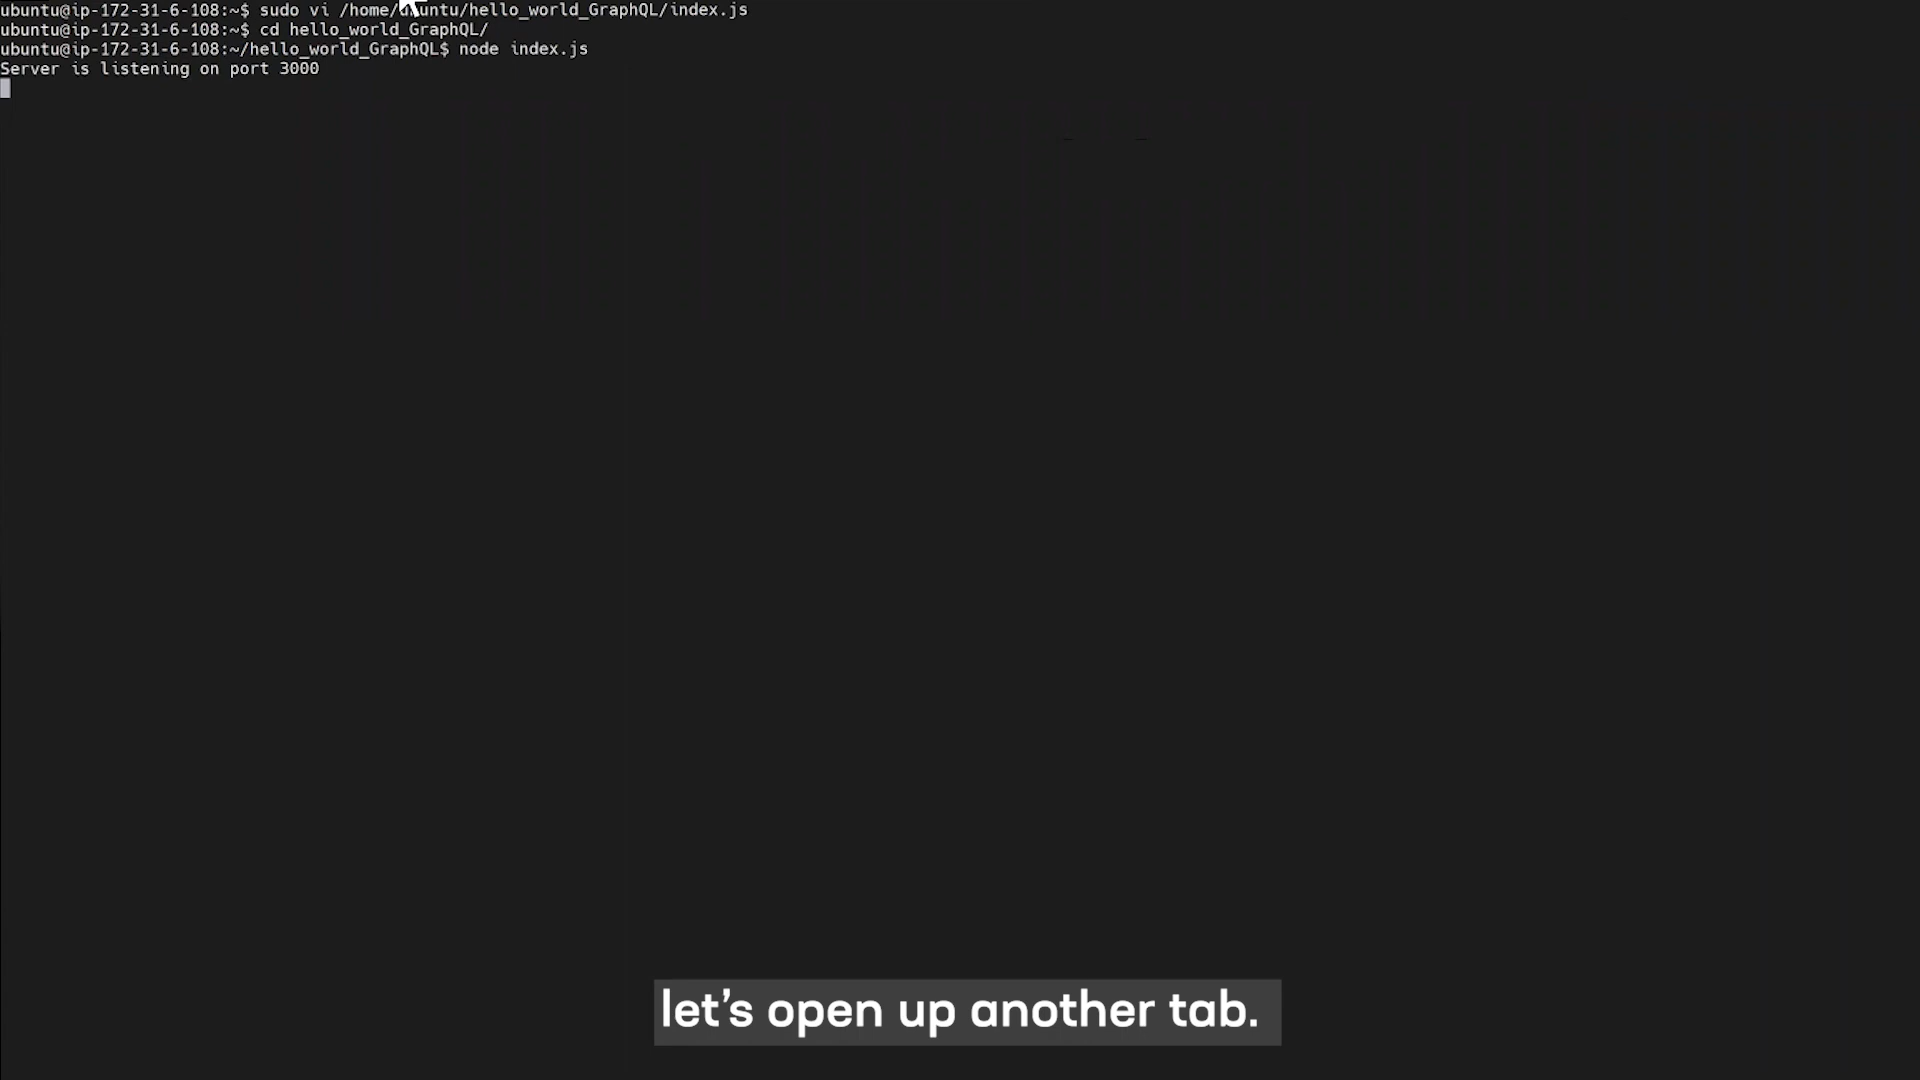 ubuntu@ip-172-31-6-108:~$ sudo vi /home/ubuntu/hello_world_GraphQL/index.js
ubuntu@ip-172-31-6-108:~$ cd hello_world_GraphQL/
ubuntu@ip-172-31-6-108:~/hello_world_GraphQL$ node index.js
Server is listening on port 3000
let's open up another tab.